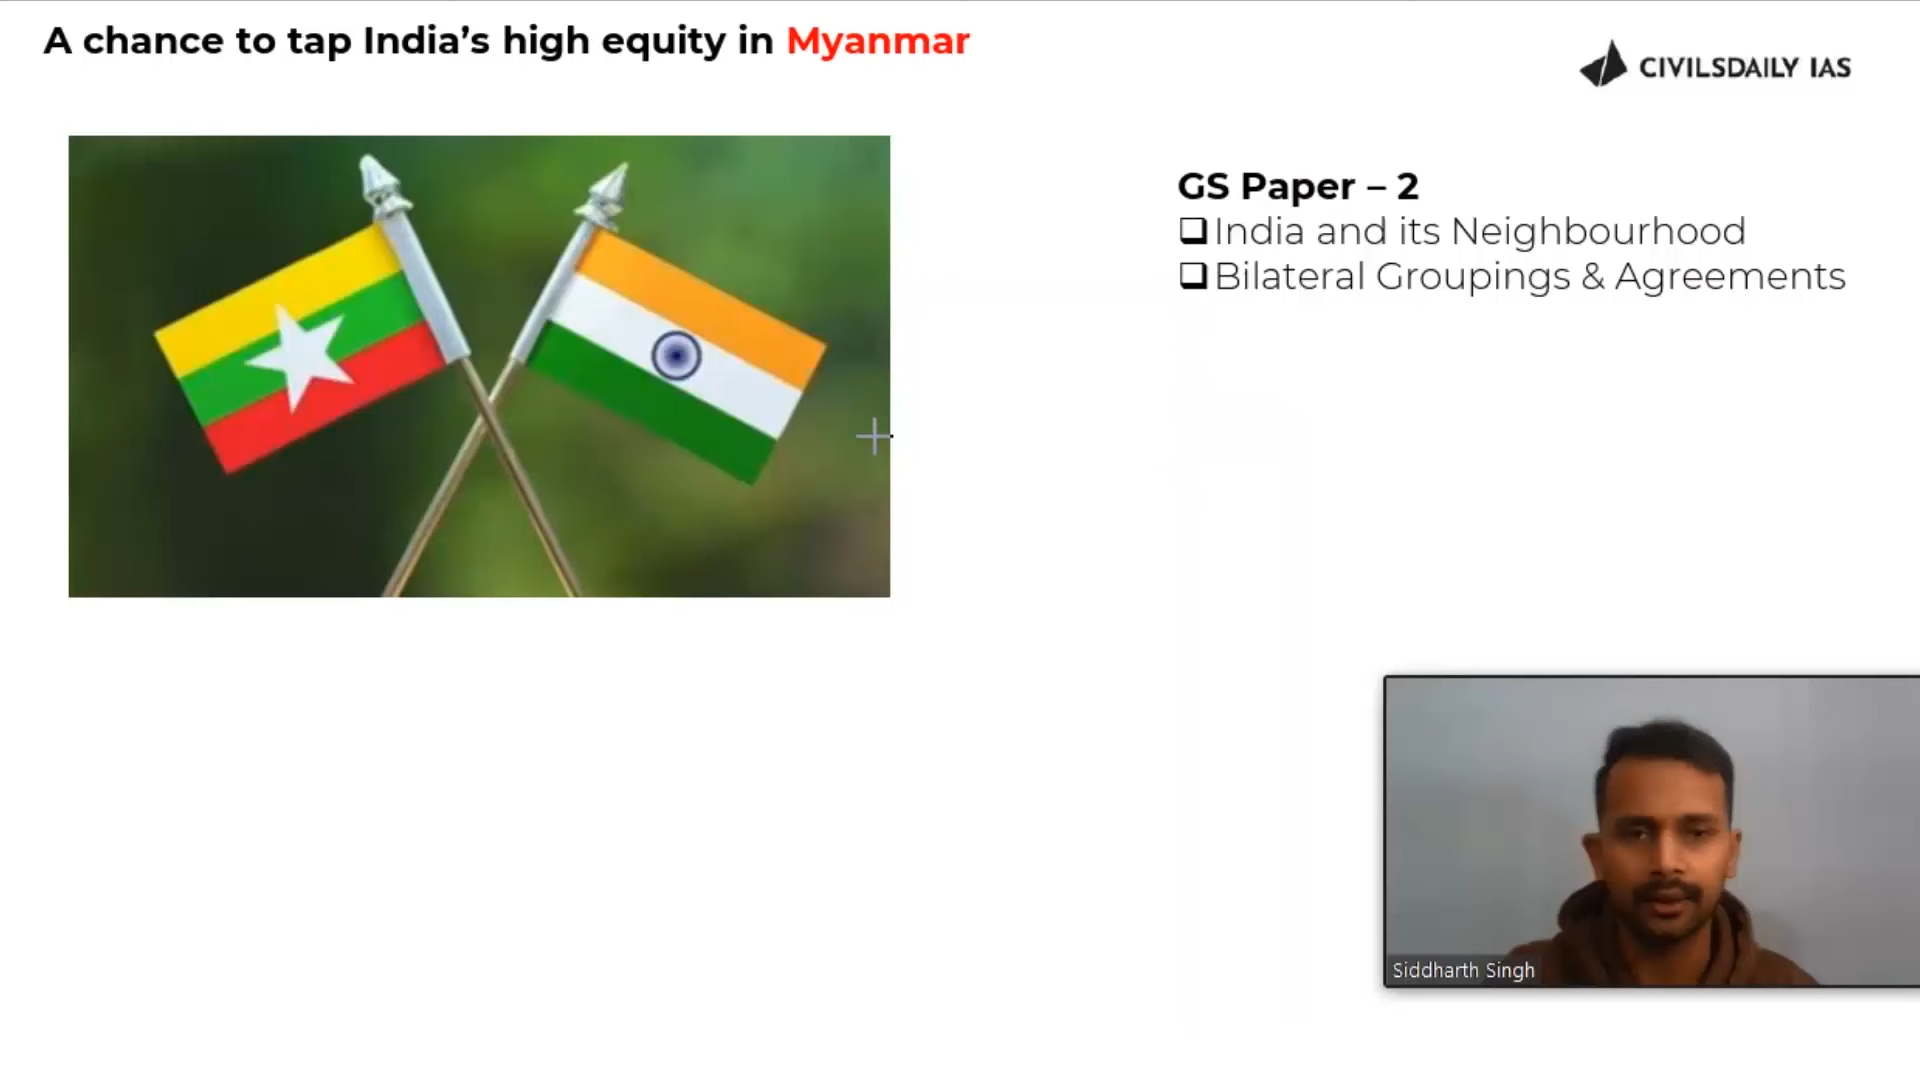 A chance to tap India’s high equity in Myanmar
CIVILSDAILY IAS
GS Paper – 2
India and its Neighbourhood
Bilateral Groupings & Agreements
Siddharth Singh